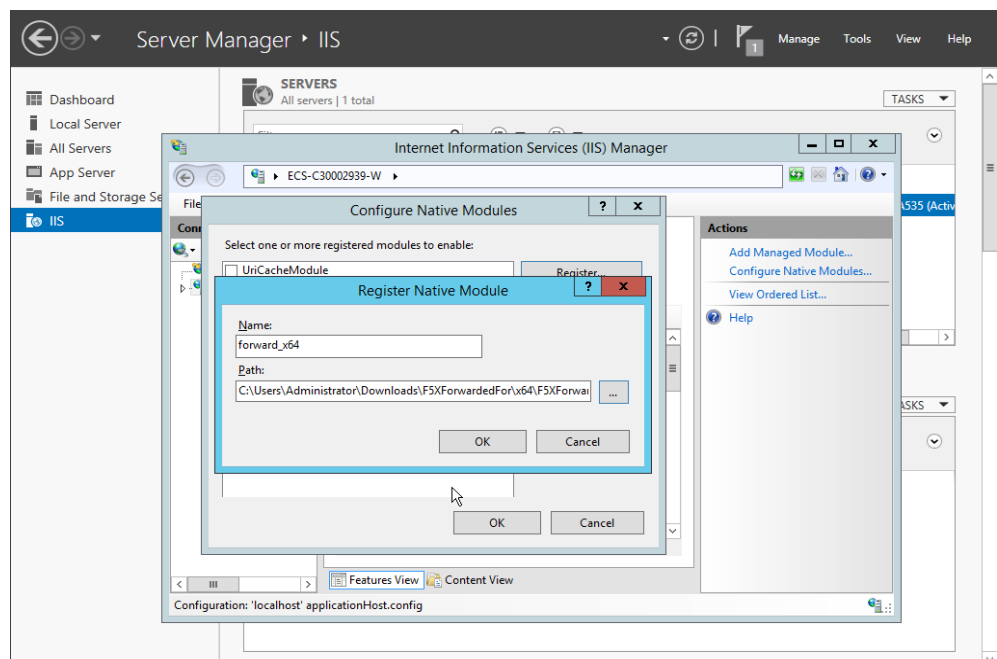 Server Manager ‣ IIS
1
Manage Tools View Help
Dashboard
Local Server
All Servers
App Server
File and Storage Se
IIS
SERVERS
All servers | 1 total
TASKS
Internet Information Services (IIS) Manager
ECS-C30002939-W
File
A535 (Activ
Configure Native Modules
Select one or more registered modules to enable:
UriCacheModule
Register...
Register Native Module
Name:
forward_x64
Path:
C:\Users\Administrator\Downloads\F5XForwardedFor\x64\F5XForwar
...
OK Cancel
OK Cancel
Actions
Add Managed Module...
Configure Native Modules...
View Ordered List...
Help
Features View Content View
Configuration: 'localhost' applicationHost.config